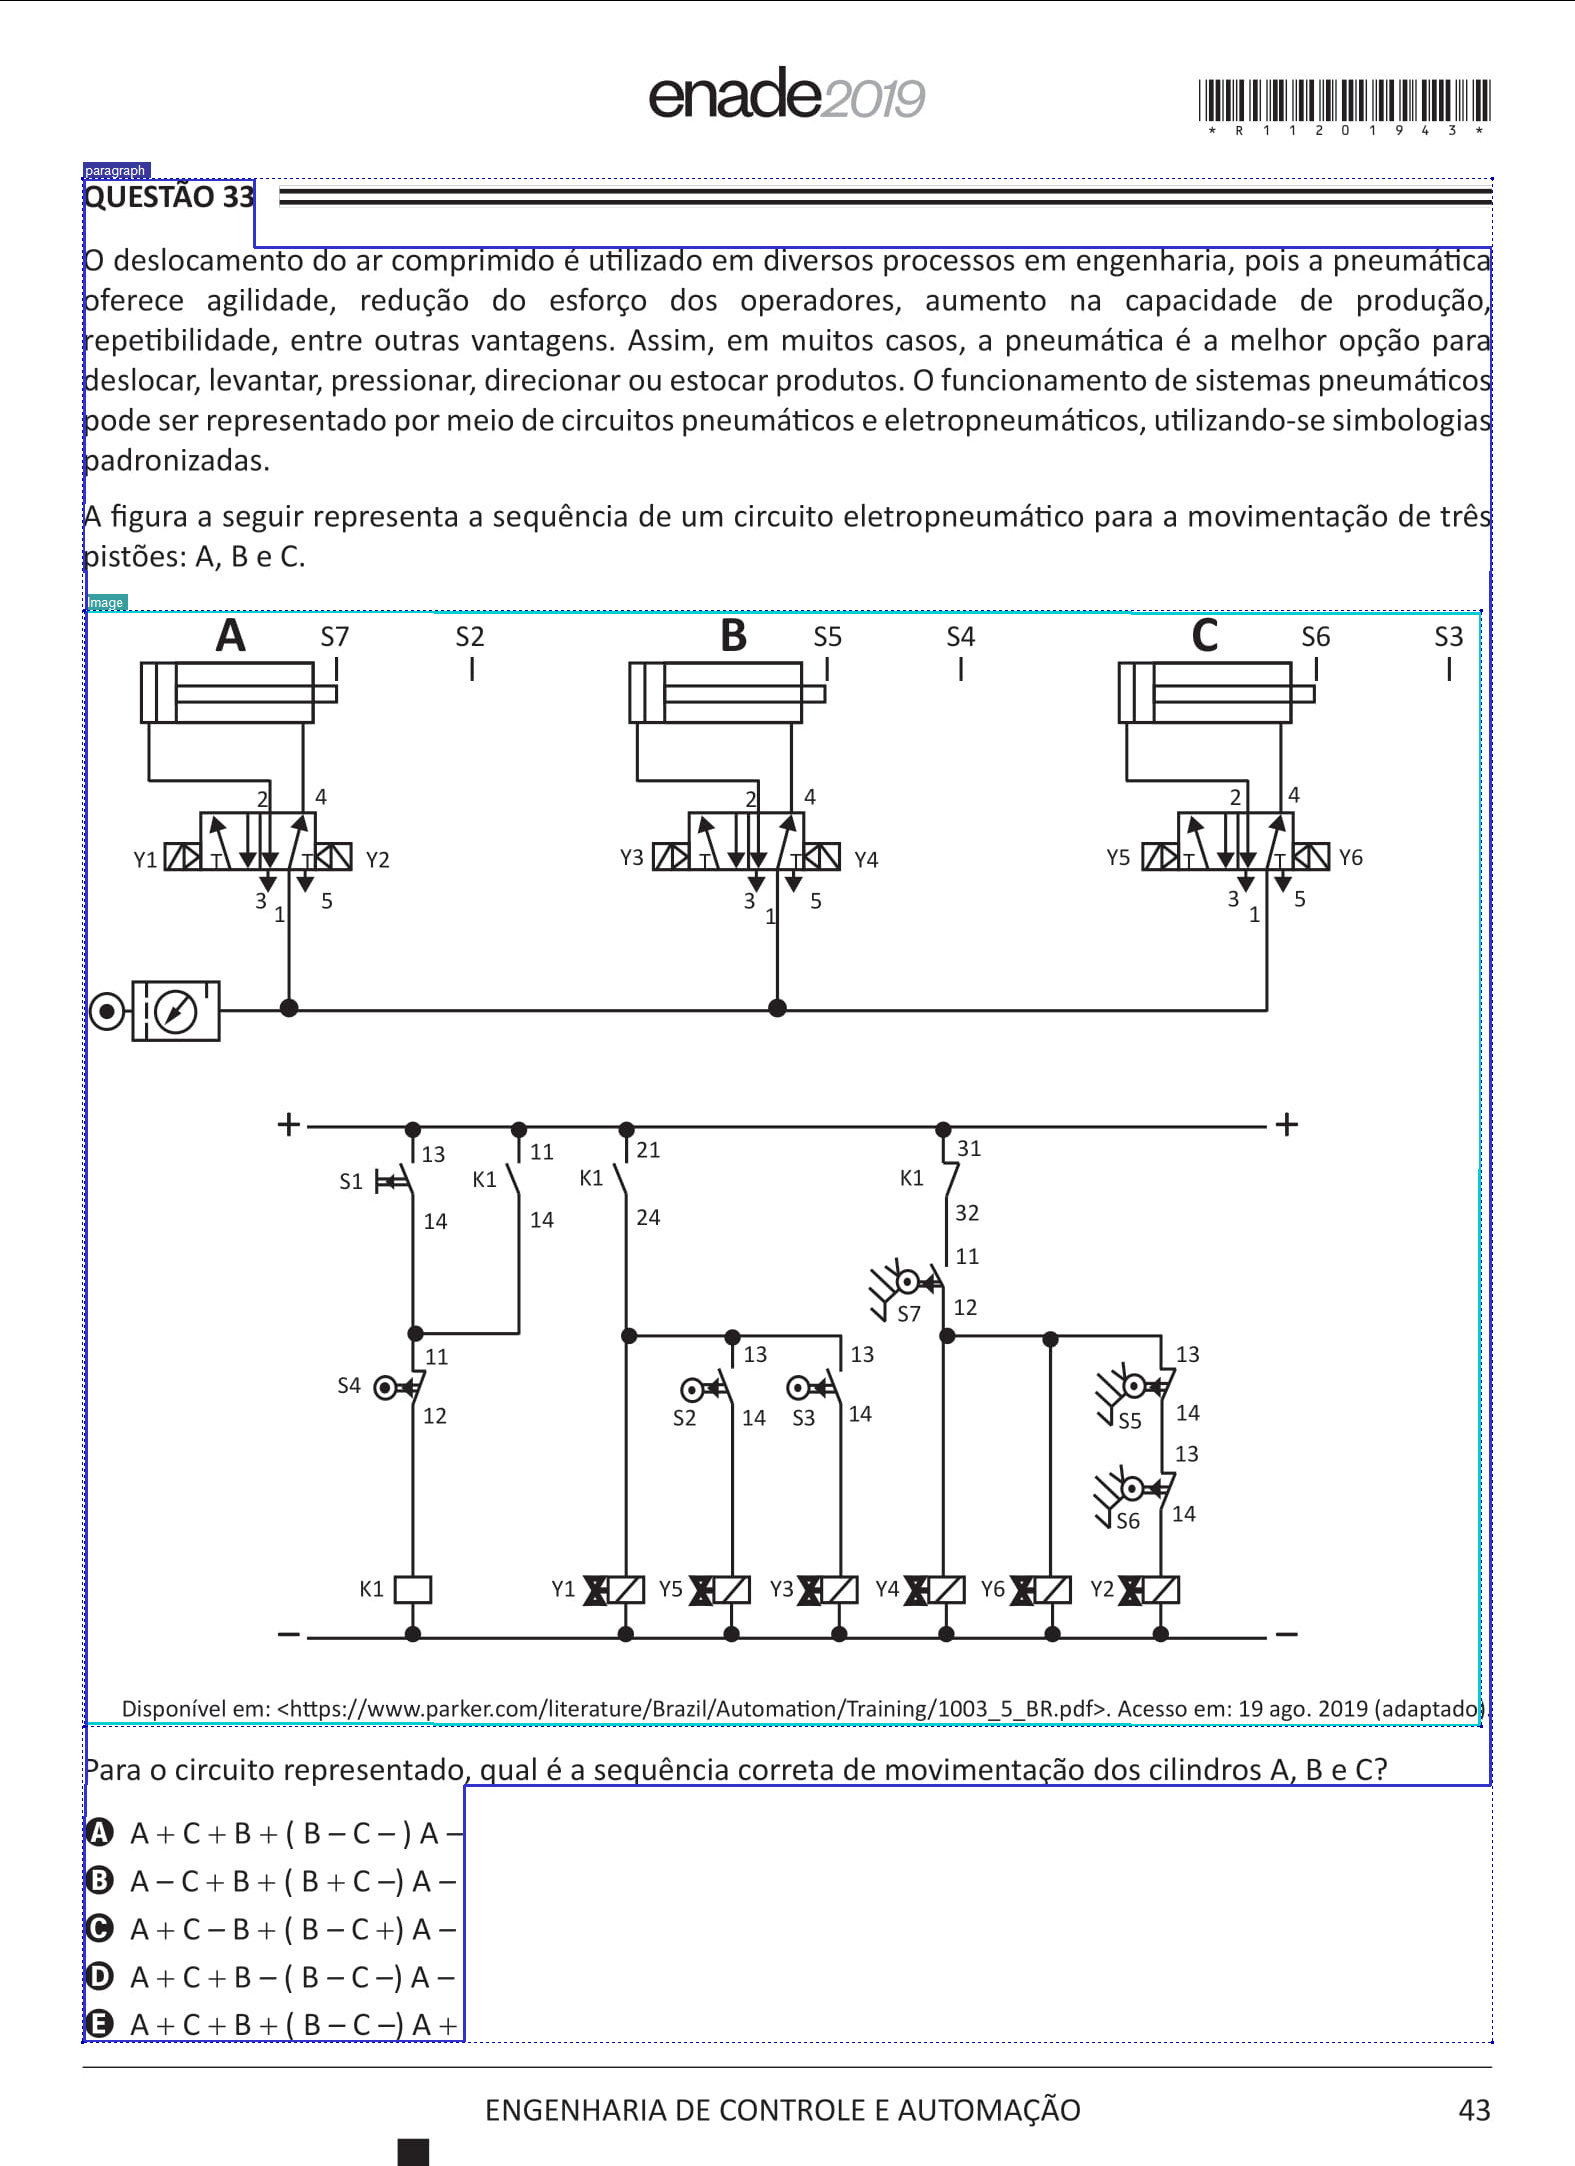 enade2019
* R 1 1 2 0 1 9 4 3 *
paragraph
QUESTÃO 33
O deslocamento do ar comprimido é utilizado em diversos processos em engenharia, pois a pneumática
oferece agilidade, redução do esforço dos operadores, aumento na capacidade de produção,
repetibilidade, entre outras vantagens. Assim, em muitos casos, a pneumática é a melhor opção para
deslocar, levantar, pressionar, direcionar ou estocar produtos. O funcionamento de sistemas pneumáticos
pode ser representado por meio de circuitos pneumáticos e eletropneumáticos, utilizando-se simbologias
padronizadas.
A figura a seguir representa a sequência de um circuito eletropneumático para a movimentação de três
pistões: A, B e C.
Image
A S7 S2 B S5 S4 C S6 S3
2 4 2 4 2 4
Y1 T T Y2 Y3 T T Y4 Y5 T T Y6
3 1 5 3 1 5 3 1 5
+ +
13 11 21 31
S1 K1 K1 K1
14 14 24 32
11
S7 12
11 13 13 13
S4 S5
12 S2 14 S3 14 14
13
S6 14
K1 Y1 Y5 Y3 Y4 Y6 Y2
– –
Disponível em: <https://www.parker.com/literature/Brazil/Automation/Training/1003_5_BR.pdf>. Acesso em: 19 ago. 2019 (adaptado).
Para o circuito representado, qual é a sequência correta de movimentação dos cilindros A, B e C?
A A + C + B + ( B – C – ) A –
B A – C + B + ( B + C –) A –
C A + C – B + ( B – C +) A –
D A + C + B – ( B – C –) A –
E A + C + B + ( B – C –) A +
ENGENHARIA DE CONTROLE E AUTOMAÇÃO
43